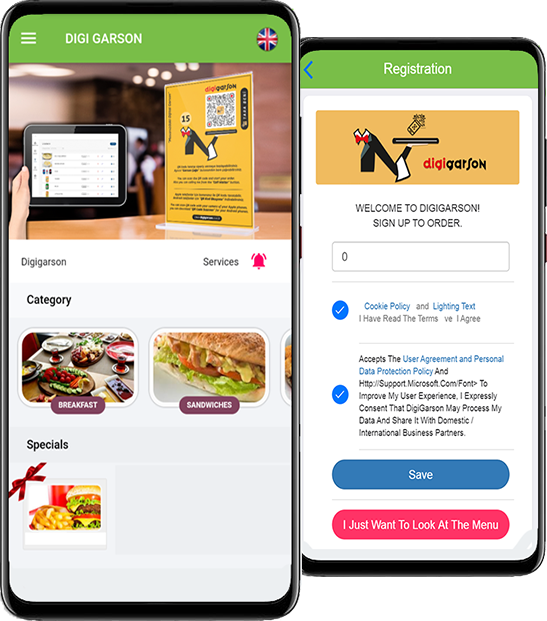 DIGI GARSON
digigarson
15
Digigarson
Services
Category
BREAKFAST
SANDWICHES
Specials
Registration
digigarson
WELCOME TO DIGIGARSON!
SIGN UP TO ORDER.
0
Cookie Policy and Lighting Text
I Have Read The Terms ve I Agree
Accepts The User Agreement and Personal
Data Protection Policy And
Http://Support.Microsoft.Com/Font> To
Improve My User Experience, I Expressly
Consent That DigiGarson May Process My
Data And Share It With Domestic /
International Business Partners.
Save
I Just Want To Look At The Menu